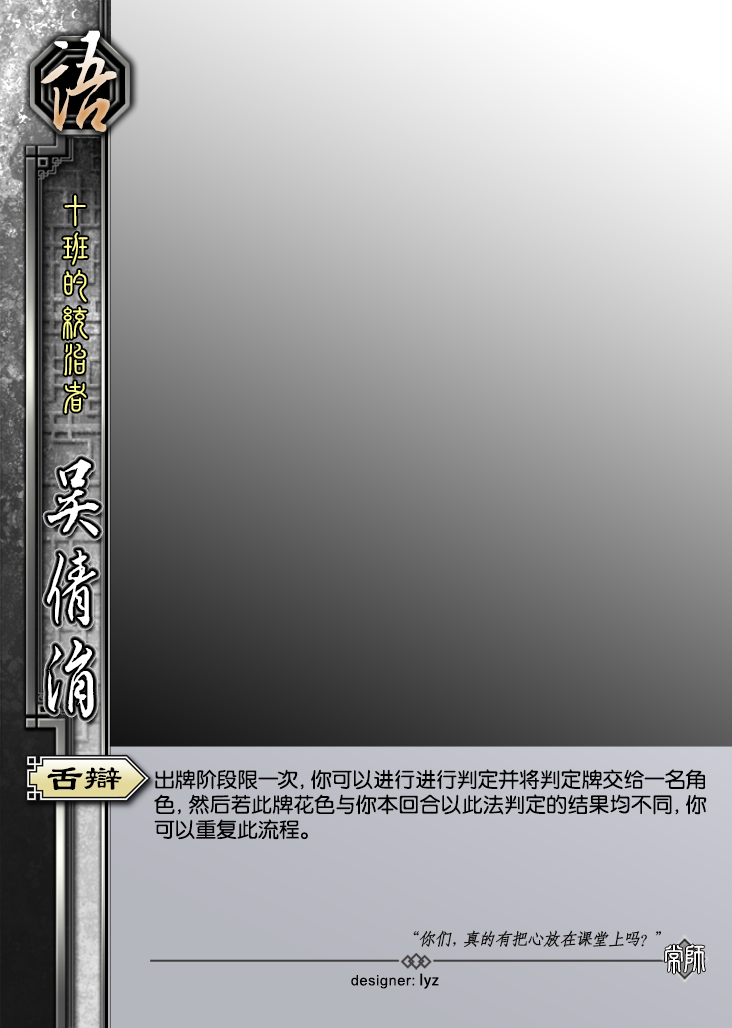 语
十班的統治者
吴倩涓
舌辯
出牌阶段限一次，你可以进行进行判定并将判定牌交给一名角
色，然后若此牌花色与你本回合以此法判定的结果均不同，你
可以重复此流程。
“你们，真的有把心放在课堂上吗？”
常师
designer: lyz